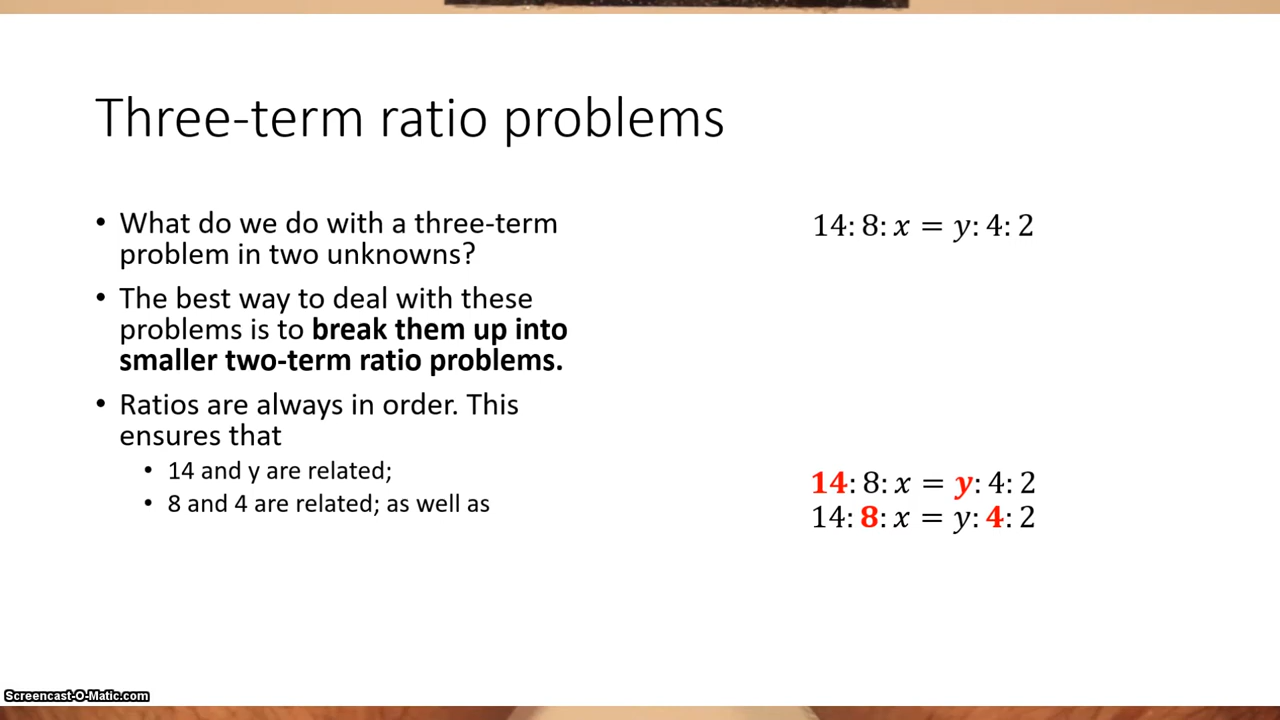 Three-term ratio problems
• What do we do with a three-term
problem in two unknowns?
14: 8: x = y: 4: 2
• The best way to deal with these
problems is to break them up into
smaller two-term ratio problems.
• Ratios are always in order. This
ensures that
• 14 and y are related;
• 8 and 4 are related; as well as
14: 8: x = y: 4: 2
14: 8: x = y: 4: 2
Screencast-O-Matic.com